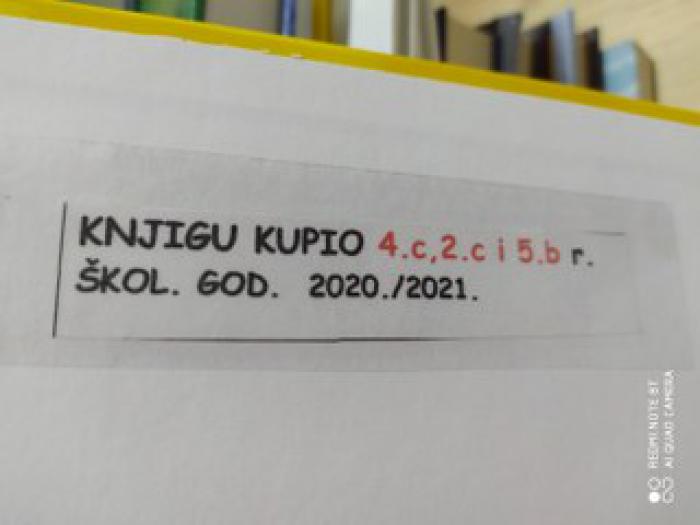 KNJIGU KUPIO 4.c,2.c i 5.b r.
ŠKOL. GOD. 2020./2021.
REDMI NOTE 8T
AI QUAD CAMERA